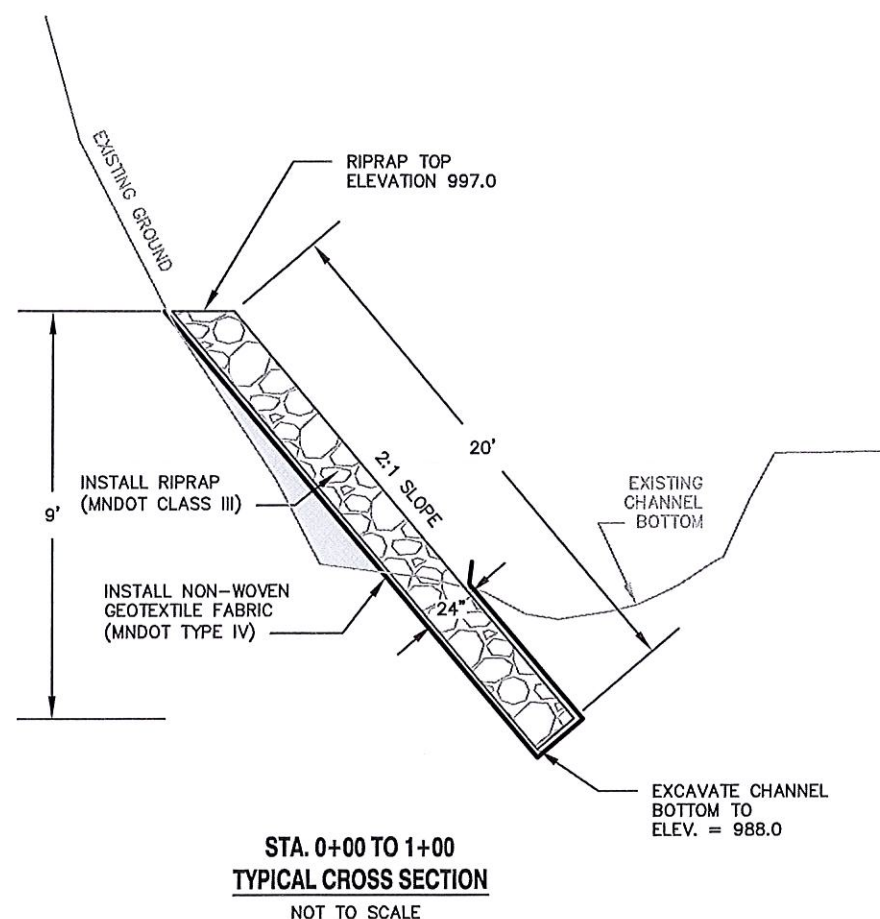 EXISTING GROUND
RIPRAP TOP
ELEVATION 997.0
20'
2:1 SLOPE
INSTALL RIPRAP
(MNDOT CLASS III)
9'
EXISTING
CHANNEL
BOTTOM
INSTALL NON-WOVEN
GEOTEXTILE FABRIC
(MNDOT TYPE IV)
24"
EXCAVATE CHANNEL
BOTTOM TO
ELEV. = 988.0
STA. 0+00 TO 1+00
TYPICAL CROSS SECTION
NOT TO SCALE